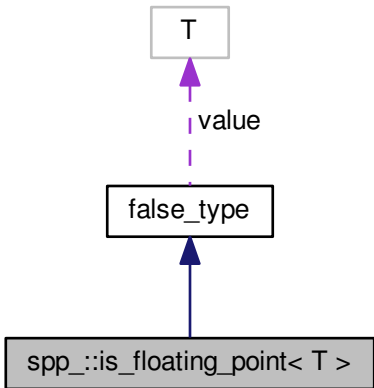 T
value
false_type
spp_::is_floating_point< T >